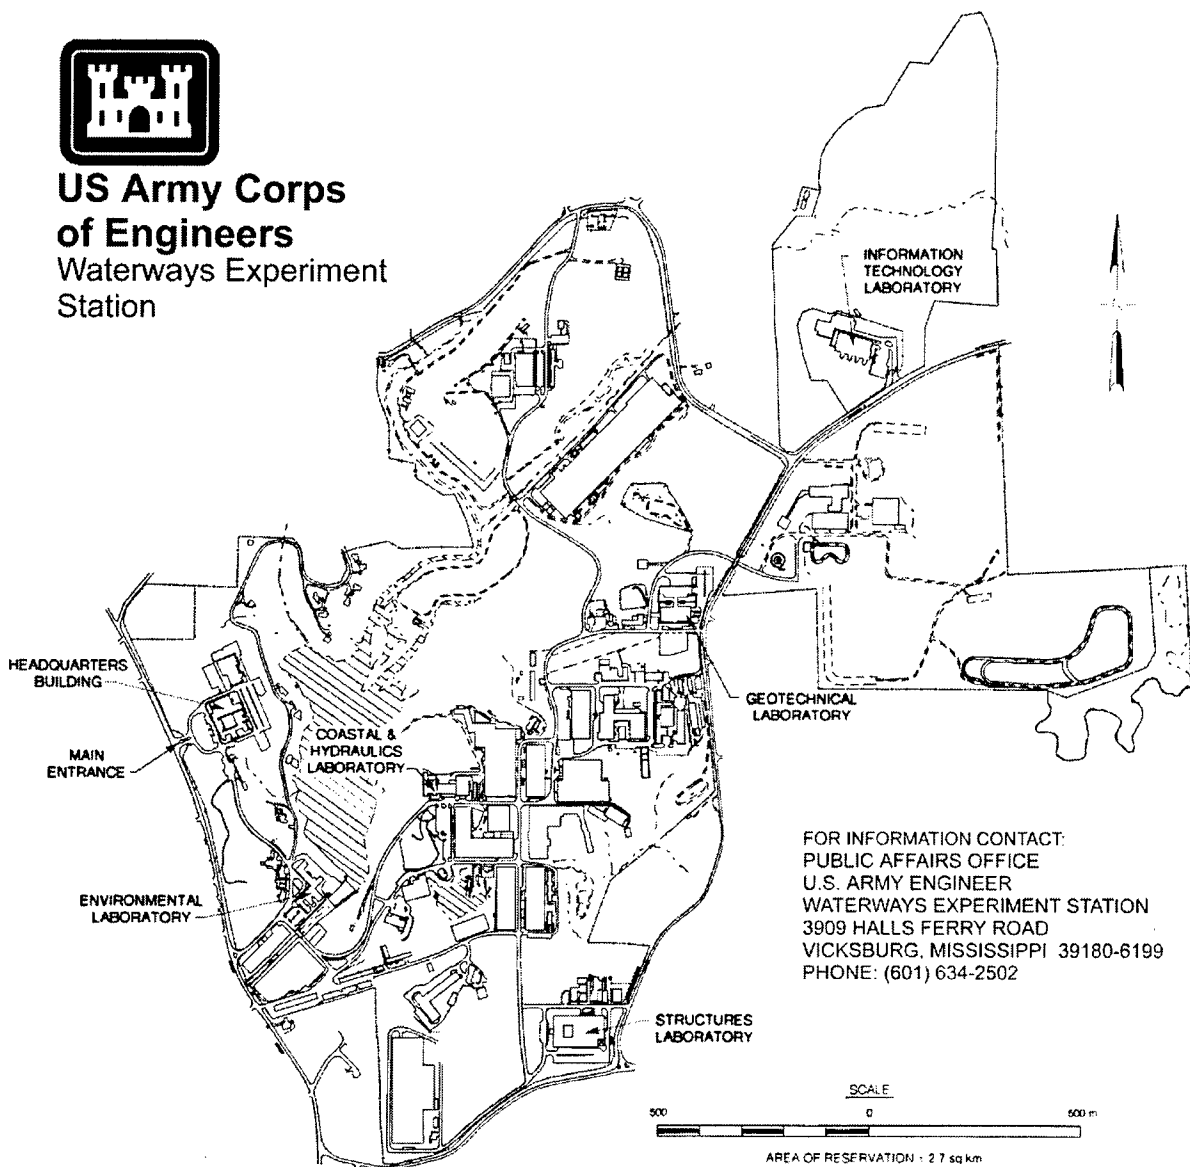 US Army Corps
of Engineers
Waterways Experiment
Station
INFORMATION
TECHNOLOGY
LABORATORY
HEADQUARTERS
BUILDING
MAIN
ENTRANCE
COASTAL &
HYDRAULICS
LABORATORY
GEOTECHNICAL
LABORATORY
ENVIRONMENTAL
LABORATORY
STRUCTURES
LABORATORY
FOR INFORMATION CONTACT:
PUBLIC AFFAIRS OFFICE
U.S. ARMY ENGINEER
WATERWAYS EXPERIMENT STATION
3909 HALLS FERRY ROAD
VICKSBURG, MISSISSIPPI 39180-6199
PHONE: (601) 634-2502
SCALE
500 0 500 m
AREA OF RESERVATION : 2.7 sq km